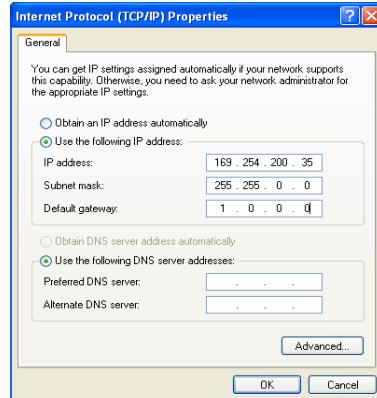 Internet Protocol (TCP/IP) Properties
General
You can get IP settings assigned automatically if your network supports
this capability. Otherwise, you need to ask your network administrator for
the appropriate IP settings.
Obtain an IP address automatically
Use the following IP address:
IP address: 169 . 254 . 200 . 35
Subnet mask: 255 . 255 . 0 . 0
Default gateway: 1 . 0 . 0 . 0
Obtain DNS server address automatically
Use the following DNS server addresses:
Preferred DNS server: . . .
Alternate DNS server: . . .
Advanced...
OK Cancel